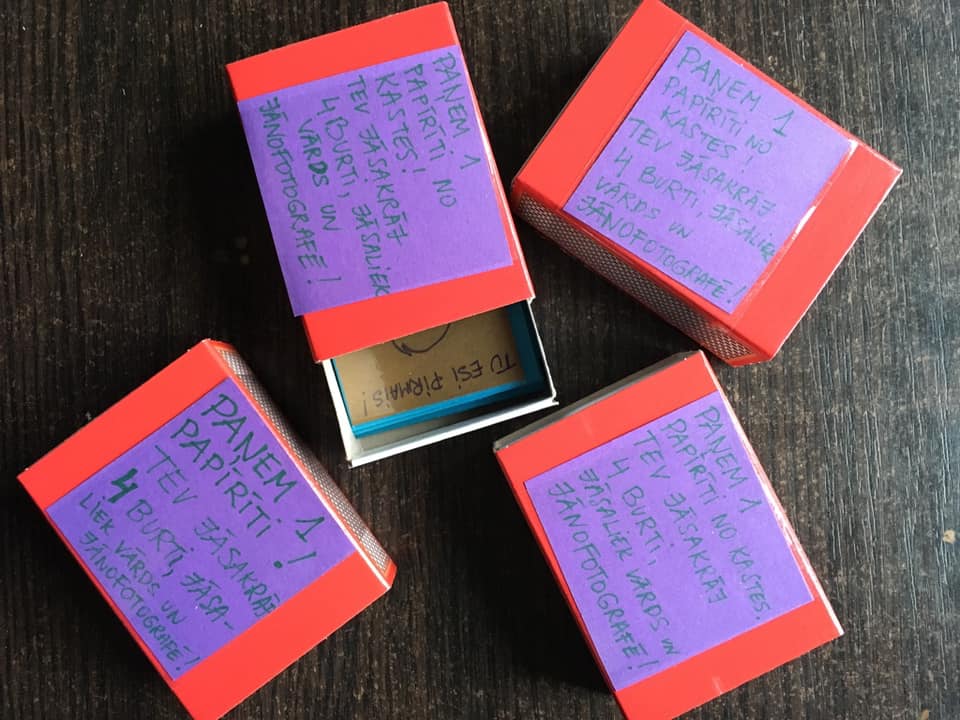 PAŅEM 1
PAPĪRĪTI NO
KASTES!
TEV JĀSAKRĀJ
4 BURTI, JĀSALIEK
VĀRDS UN
JĀNOFOTOGRAFĒ!
TU ESI PIRMAIS!
PAŅEM 1
PAPĪRĪTI NO
KASTES!
TEV JĀSAKRĀJ
4 BURTI, JĀSALIEK
VĀRDS UN
JĀNOFOTOGRAFĒ!
PAŅEM 1
PAPĪRĪTI!
TEV JĀSAKRĀJ
4 BURTI, JĀSA-
LIEK VĀRDS UN
JĀNOFOTOGRAFĒ!
PAŅEM 1
PAPĪRĪTI NO KASTES.
TEV JĀSAKRĀJ
4 BURTI,
JĀSALIEK VĀRDS UN
JĀNOFOTOGRAFĒ!